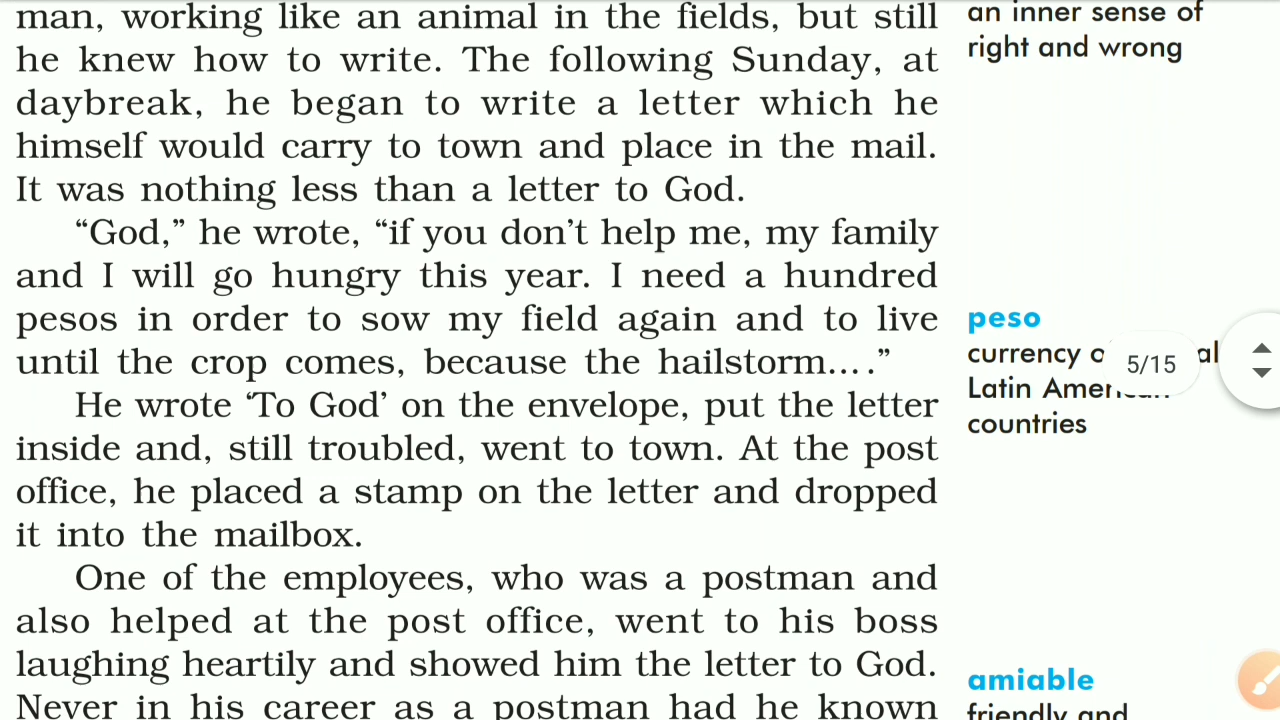 man, working like an animal in the fields, but still
he knew how to write. The following Sunday, at
daybreak, he began to write a letter which he
himself would carry to town and place in the mail.
It was nothing less than a letter to God.
“God,” he wrote, “if you don’t help me, my family
and I will go hungry this year. I need a hundred
pesos in order to sow my field again and to live
until the crop comes, because the hailstorm....”
He wrote ‘To God’ on the envelope, put the letter
inside and, still troubled, went to town. At the post
office, he placed a stamp on the letter and dropped
it into the mailbox.
One of the employees, who was a postman and
also helped at the post office, went to his boss
laughing heartily and showed him the letter to God.
Never in his career as a postman had he known
an inner sense of
right and wrong
peso
currency
5/15
Latin
countries
amiable
friendly and